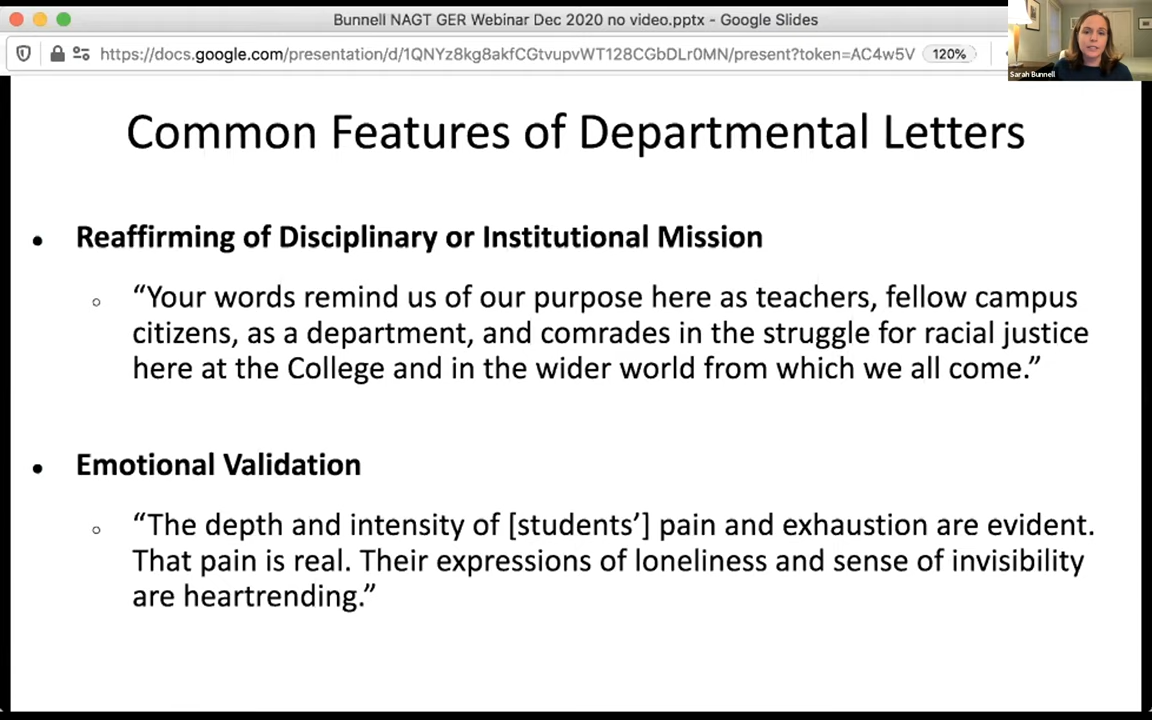 Bunnell NAGT GER Webinar Dec 2020 no video.pptx - Google Slides
https://docs.google.com/presentation/d/1QNYz8kg8akfCGtvupvWT128CGbDLr0MN/present?token=AC4w5V 120%
Sarah Bunnell
Common Features of Departmental Letters
• Reaffirming of Disciplinary or Institutional Mission
○ “Your words remind us of our purpose here as teachers, fellow campus
citizens, as a department, and comrades in the struggle for racial justice
here at the College and in the wider world from which we all come.”
• Emotional Validation
○ “The depth and intensity of [students’] pain and exhaustion are evident.
That pain is real. Their expressions of loneliness and sense of invisibility
are heartrending.”